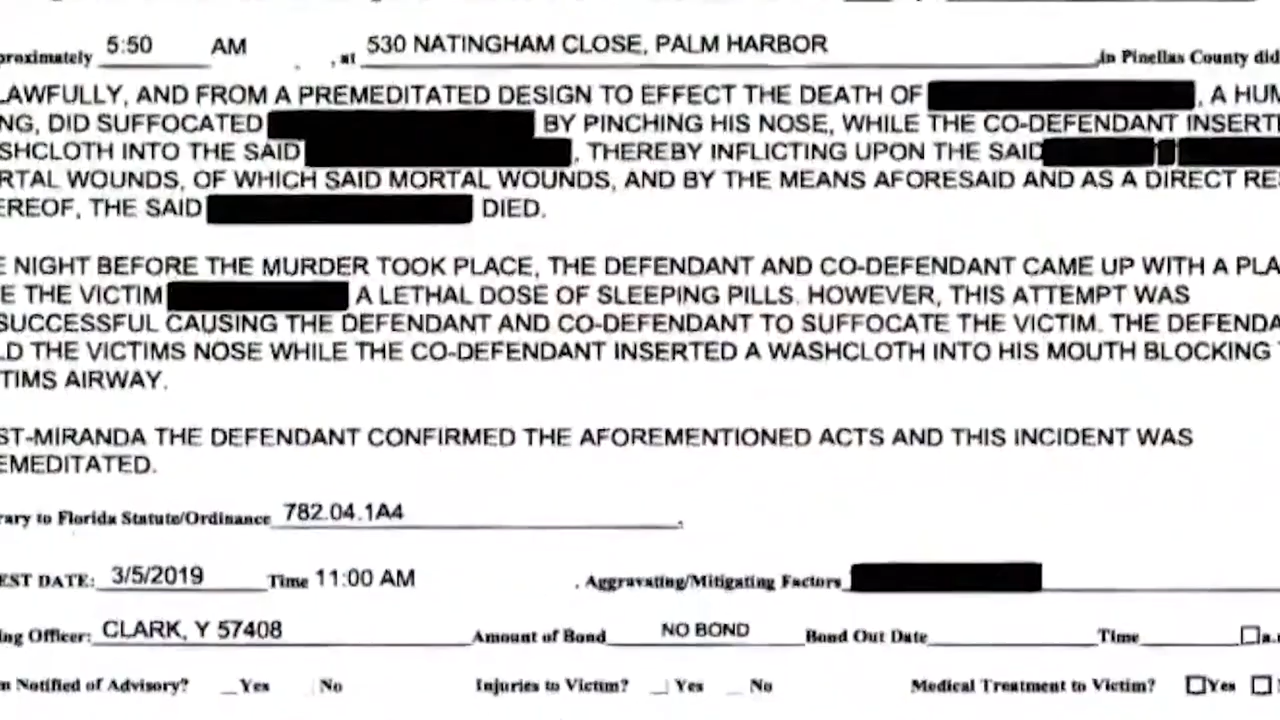 proximately 5:50 AM , at 530 NATINGHAM CLOSE, PALM HARBOR in Pinellas County did
LAWFULLY, AND FROM A PREMEDITATED DESIGN TO EFFECT THE DEATH OF , A HUM
NG, DID SUFFOCATED BY PINCHING HIS NOSE, WHILE THE CO-DEFENDANT INSERTE
SHCLOTH INTO THE SAID , THEREBY INFLICTING UPON THE SAID
RTAL WOUNDS, OF WHICH SAID MORTAL WOUNDS, AND BY THE MEANS AFORESAID AND AS A DIRECT RES
EREOF, THE SAID DIED.
E NIGHT BEFORE THE MURDER TOOK PLACE, THE DEFENDANT AND CO-DEFENDANT CAME UP WITH A PLA
E THE VICTIM A LETHAL DOSE OF SLEEPING PILLS. HOWEVER, THIS ATTEMPT WAS
SUCCESSFUL CAUSING THE DEFENDANT AND CO-DEFENDANT TO SUFFOCATE THE VICTIM. THE DEFENDA
LD THE VICTIMS NOSE WHILE THE CO-DEFENDANT INSERTED A WASHCLOTH INTO HIS MOUTH BLOCKING T
TIMS AIRWAY.
ST-MIRANDA THE DEFENDANT CONFIRMED THE AFOREMENTIONED ACTS AND THIS INCIDENT WAS
EMEDITATED.
rary to Florida Statute/Ordinance 782.04.1A4 .
EST DATE: 3/5/2019 Time 11:00 AM . Aggravating/Mitigating Factors
ing Officer: CLARK, Y 57408 Amount of Bond NO BOND Bond Out Date Time a.
n Notified of Advisory? Yes No Injuries to Victim? Yes No Medical Treatment to Victim? Yes